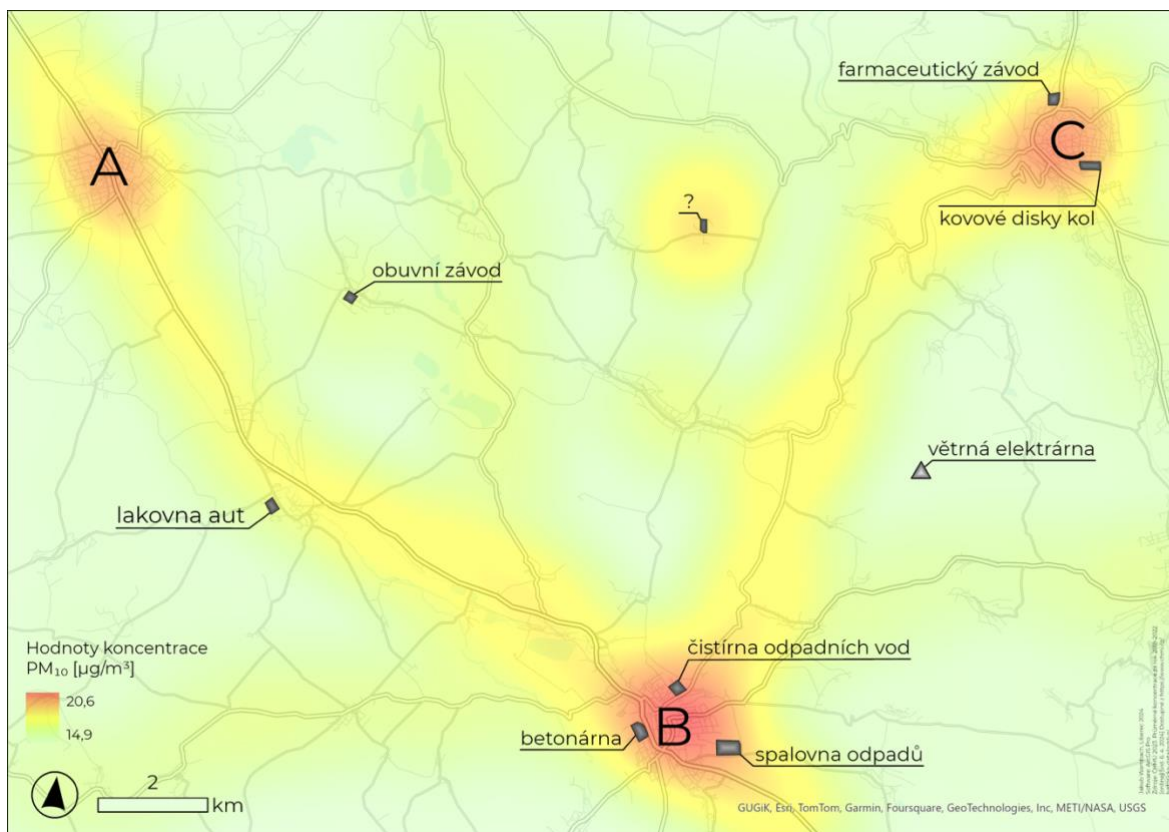 farmaceutický závod
A
C
?
kovové disky kol
obuvní závod
větrná elektrárna
lakovna aut
Hodnoty koncentrace
PM₁₀ [µg/m³]
20,6
14,9
čistírna odpadních vod
betonárna
B
spalovna odpadů
2
km
GUGiK, Esri, TomTom, Garmin, Foursquare, GeoTechnologies, Inc, METI/NASA, USGS